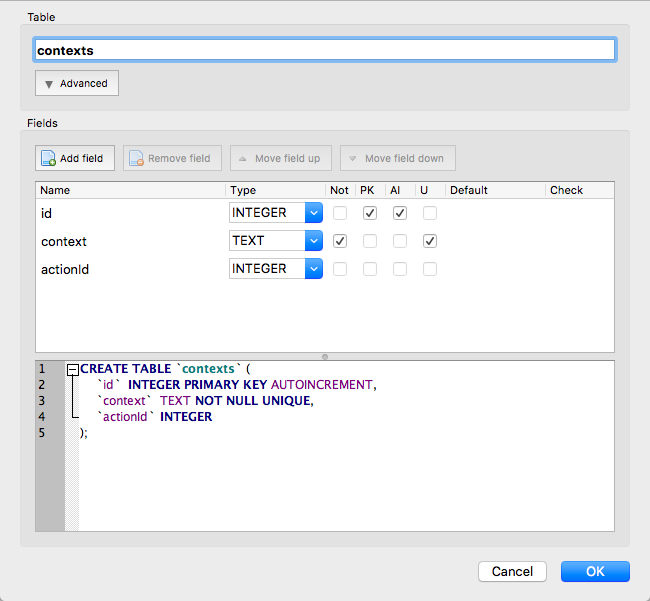 Table
contexts
Advanced
Fields
Add field Remove field Move field up Move field down
Name Type Not PK AI U Default Check
id INTEGER
context TEXT
actionId INTEGER
1 CREATE TABLE `contexts` (
2 `id` INTEGER PRIMARY KEY AUTOINCREMENT,
3 `context` TEXT NOT NULL UNIQUE,
4 `actionId` INTEGER
5 );
Cancel OK